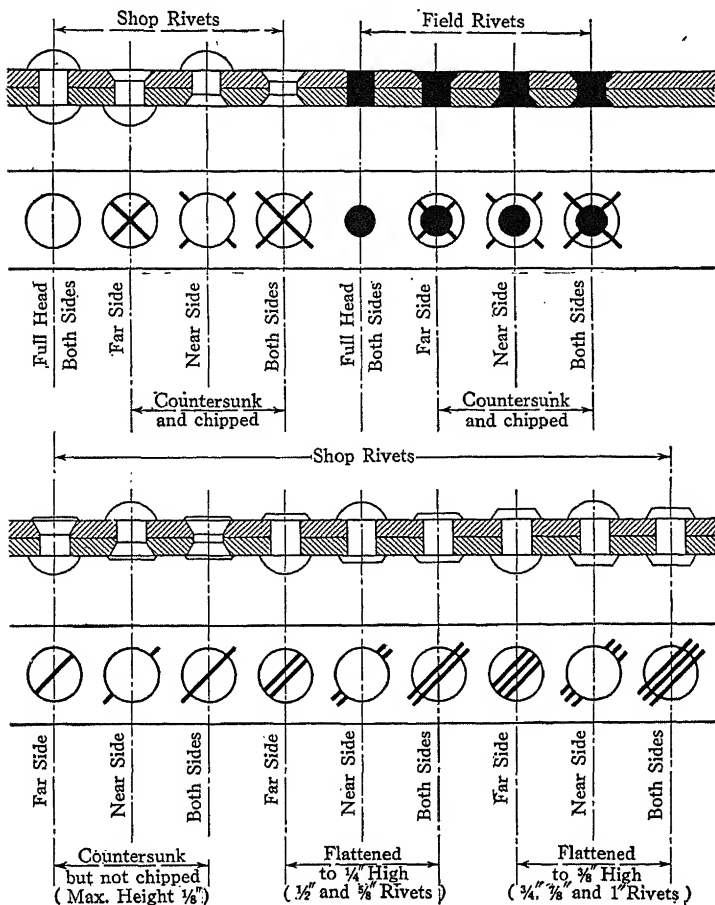 Shop Rivets
Field Rivets
Full Head
Both Sides
Far Side
Near Side
Both Sides
Full Head
Both Sides
Far Side
Near Side
Both Sides
Countersunk
and chipped
Countersunk
and chipped
Shop Rivets
Far Side
Near Side
Both Sides
Far Side
Near Side
Both Sides
Far Side
Near Side
Both Sides
Countersunk
but not chipped
(Max. Height 1/8")
Flattened
to 1/4" High
(1/2" and 5/8" Rivets)
Flattened
to 3/8" High
(3/4," 7/8" and 1" Rivets)